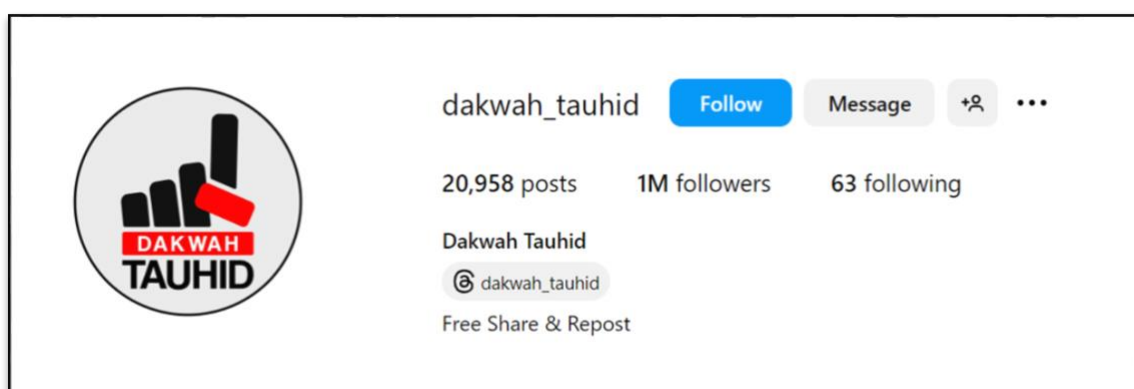 dakwah_tauhid Follow Message
20,958 posts 1M followers 63 following
Dakwah Tauhid
dakwah_tauhid
Free Share & Repost
DAKWAH
TAUHID